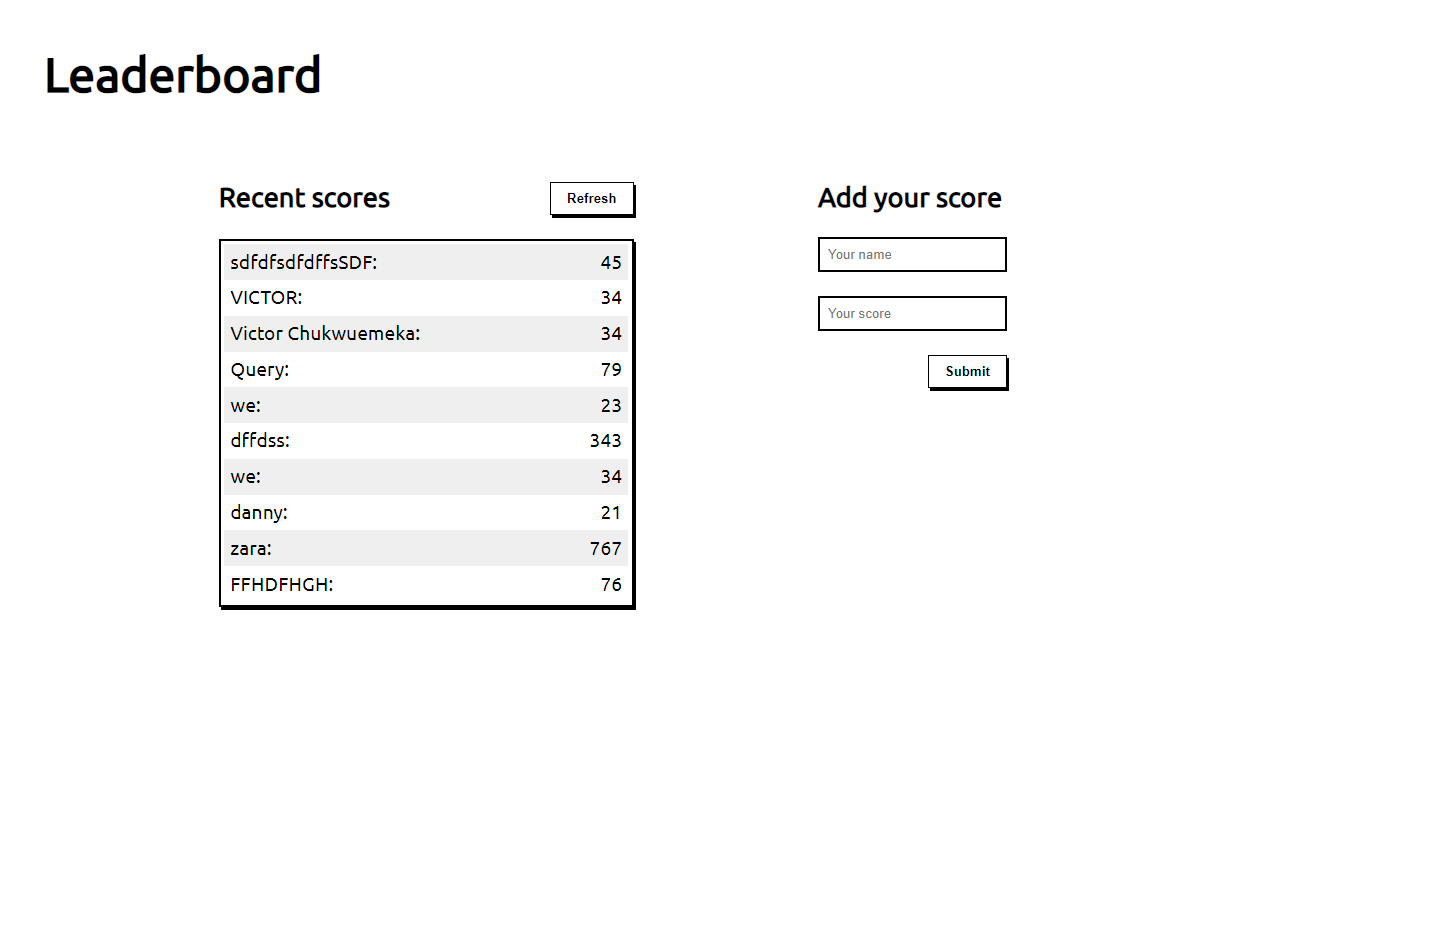 Leaderboard
Recent scores
Refresh
sdfdfsdfdffsSDF: 45
VICTOR: 34
Victor Chukwuemeka: 34
Query: 79
we: 23
dffdss: 343
we: 34
danny: 21
zara: 767
FFHDFHGH: 76
Add your score
Your name
Your score
Submit